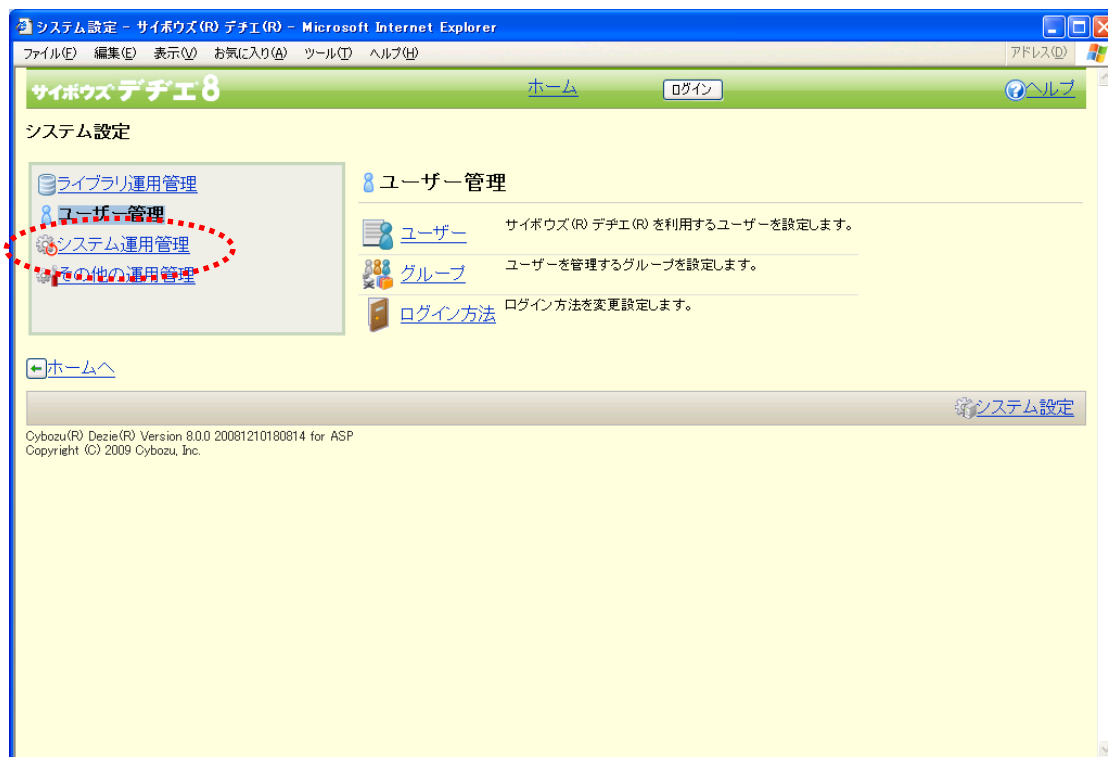 システム設定 - サイボウズ(R) デヂエ(R) - Microsoft Internet Explorer
ファイル(F) 編集(E) 表示(V) お気に入り(A) ツール(T) ヘルプ(H) アドレス(D)
サイボウズ デヂエ8 ホーム ログイン ヘルプ
システム設定
ライブラリ運用管理
ユーザー管理
システム運用管理
その他の運用管理
ユーザー管理
ユーザー サイボウズ(R) デヂエ(R) を利用するユーザーを設定します。
グループ ユーザーを管理するグループを設定します。
ログイン方法 ログイン方法を変更設定します。
ホームへ
システム設定
Cybozu(R) Dezie(R) Version 8.0.0 20081210180814 for ASP
Copyright (C) 2009 Cybozu, Inc.